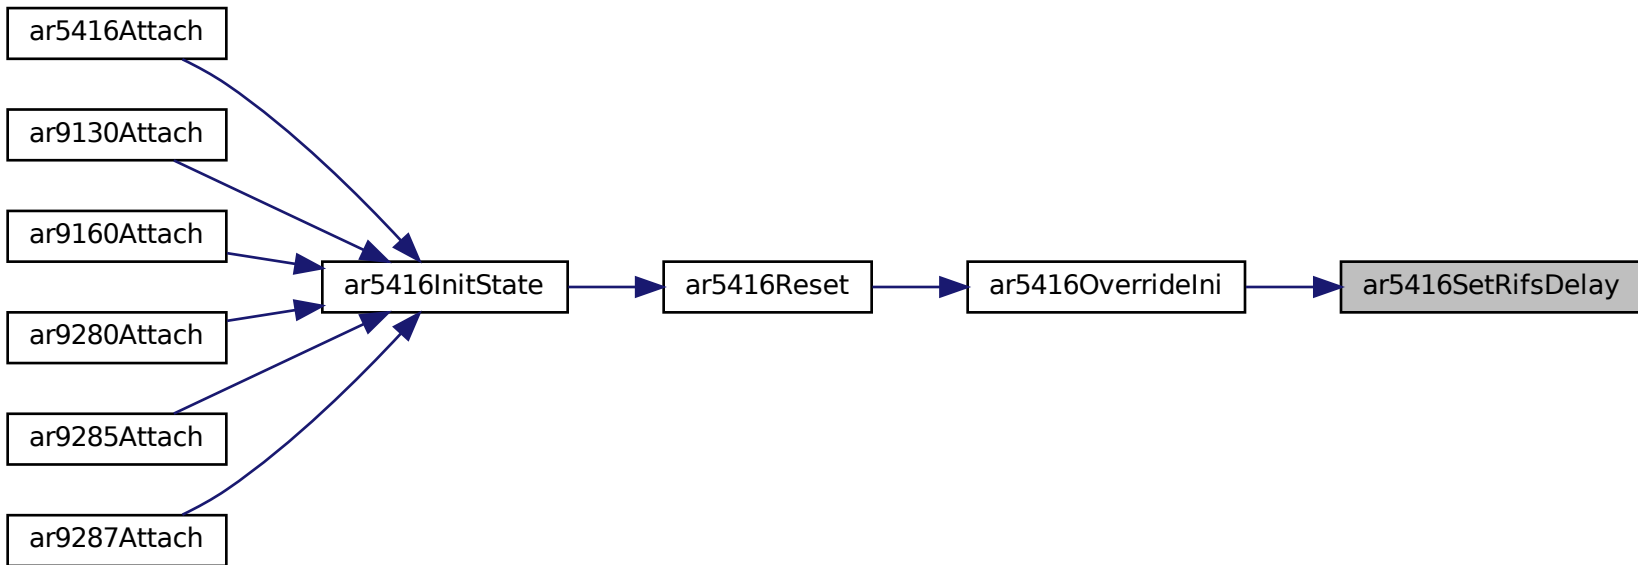 ar5416Attach
ar9130Attach
ar9160Attach
ar5416InitState
ar5416Reset
ar5416OverrideIni
ar5416SetRifsDelay
ar9280Attach
ar9285Attach
ar9287Attach